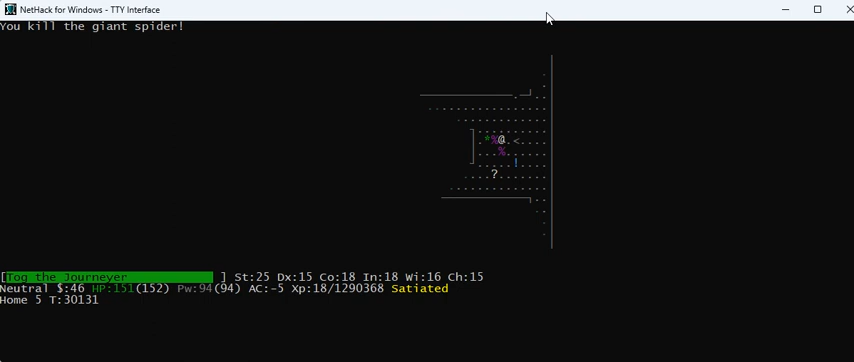 NetHack for Windows - TTY Interface
You kill the giant spider!
[Tog the Journeyer ] St:25 Dx:15 Co:18 In:18 Wi:16 Ch:15
Neutral $:46 HP:151(152) Pw:94(94) AC:-5 Xp:18/1290368 Satiated
Home 5 T:30131